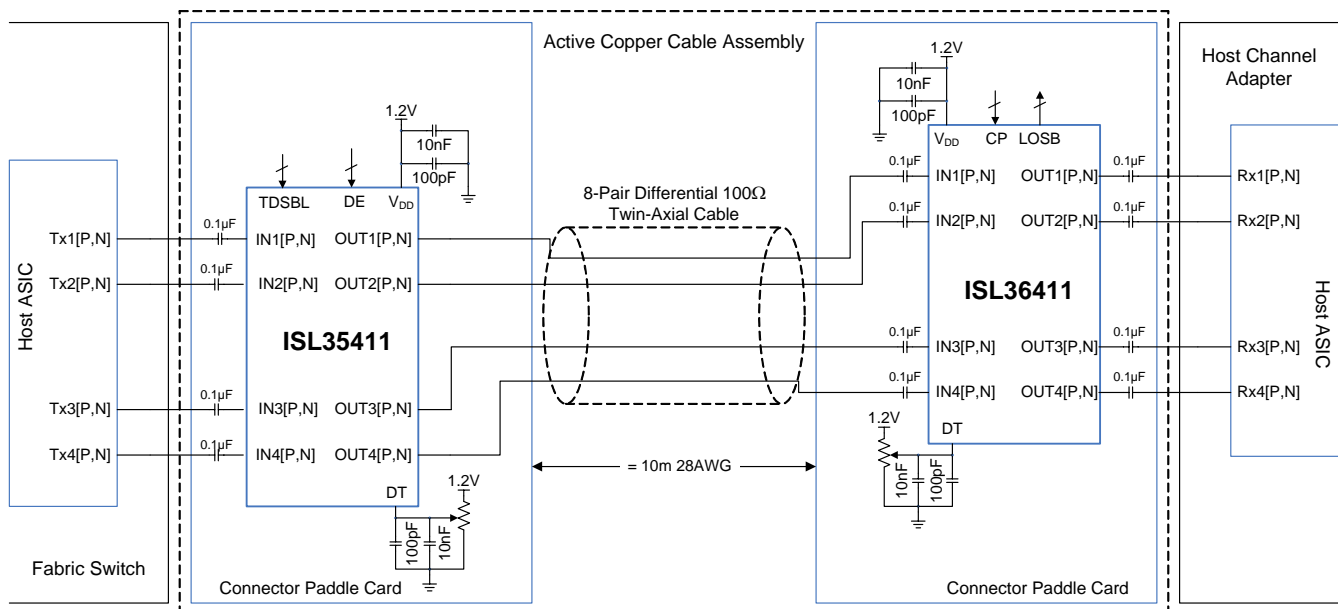 Active Copper Cable Assembly
Host Channel
Adapter
1.2V
10nF
100pF
1.2V
10nF
100pF
TDSBL
DE
VDD
VDD
CP
LOSB
8-Pair Differential 100Ω
Twin-Axial Cable
Host ASIC
Tx1[P,N]
Tx2[P,N]
Tx3[P,N]
Tx4[P,N]
0.1µF
0.1µF
0.1µF
0.1µF
IN1[P,N]
IN2[P,N]
IN3[P,N]
IN4[P,N]
ISL35411
OUT1[P,N]
OUT2[P,N]
OUT3[P,N]
OUT4[P,N]
DT
1.2V
100pF
10nF
= 10m 28AWG
0.1µF
0.1µF
0.1µF
0.1µF
IN1[P,N]
IN2[P,N]
IN3[P,N]
IN4[P,N]
ISL36411
OUT1[P,N]
OUT2[P,N]
OUT3[P,N]
OUT4[P,N]
DT
1.2V
10nF
100pF
0.1µF
0.1µF
0.1µF
0.1µF
Rx1[P,N]
Rx2[P,N]
Rx3[P,N]
Rx4[P,N]
Host ASIC
Fabric Switch
Connector Paddle Card
Connector Paddle Card